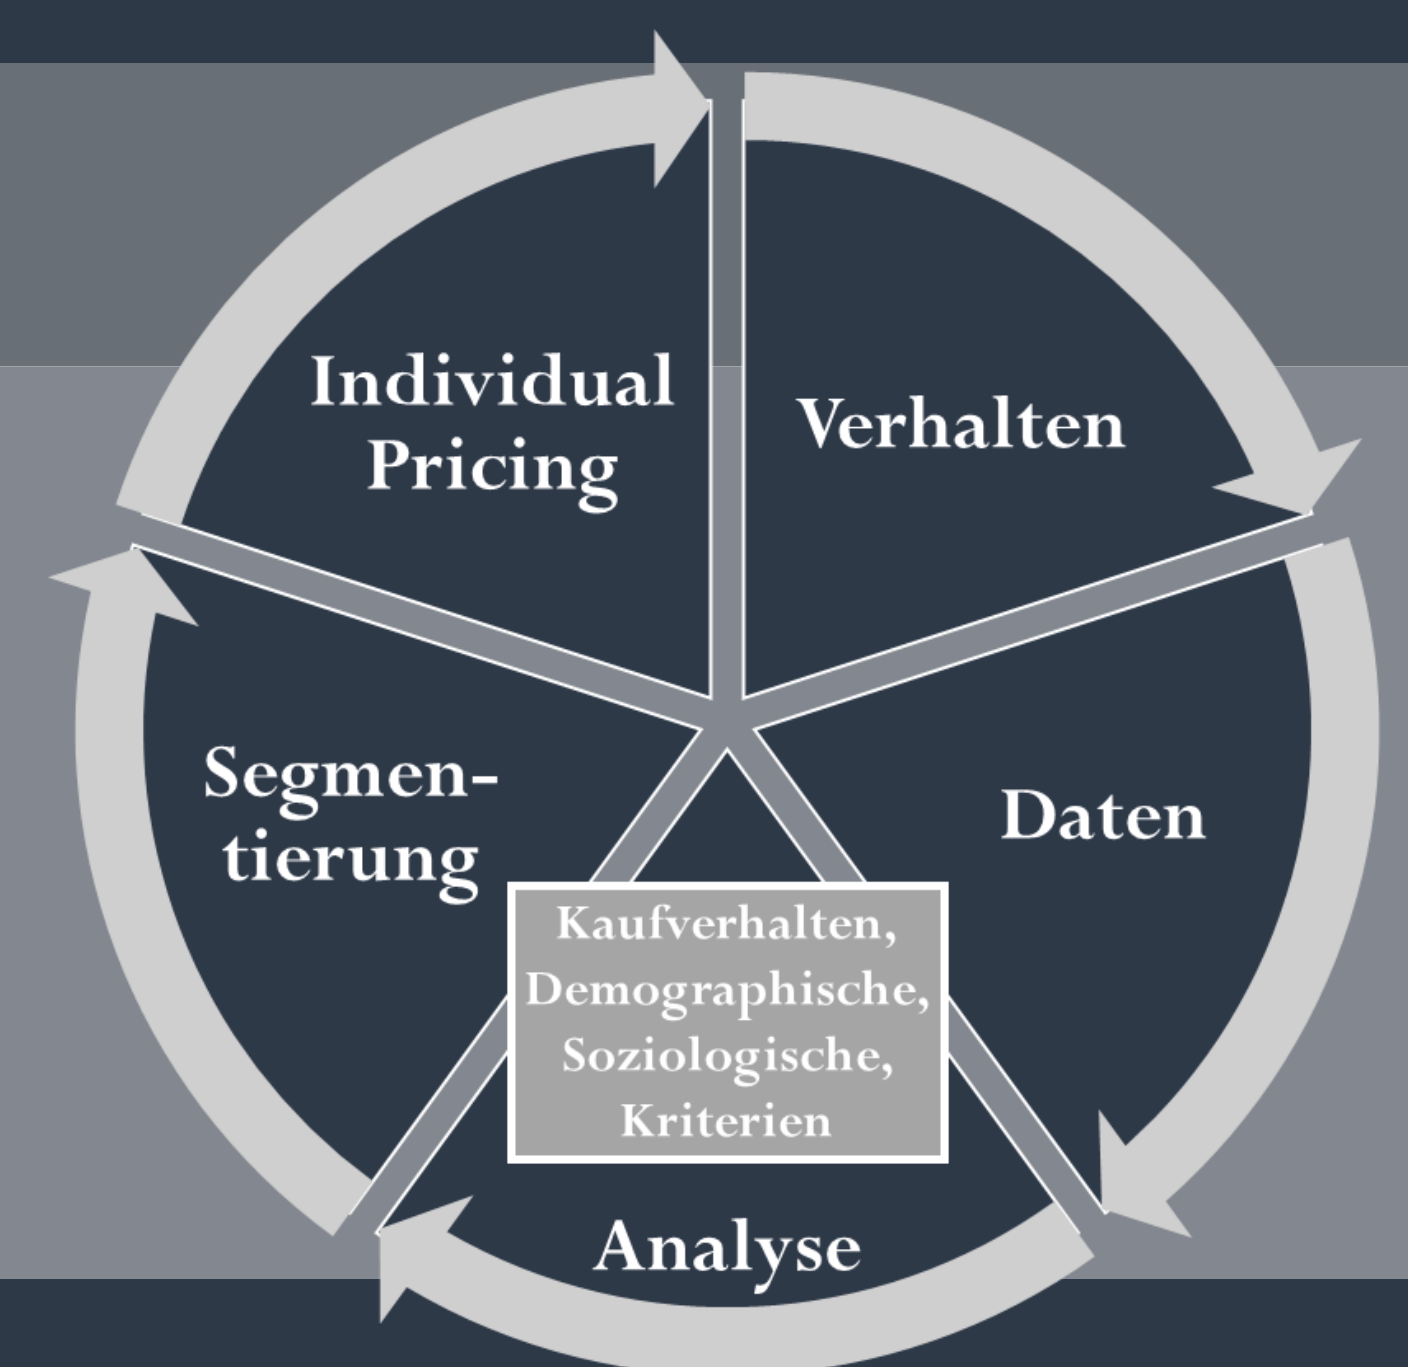 Individual
Pricing
Verhalten
Segmen-
tierung
Daten
Kaufverhalten,
Demographische,
Soziologische,
Kriterien
Analyse